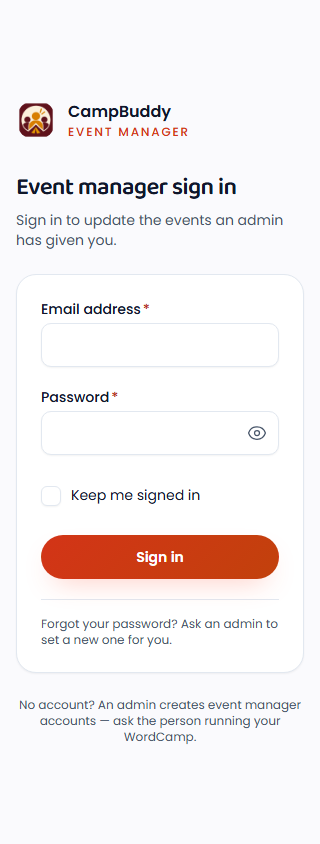 CampBuddy
EVENT MANAGER
Event manager sign in
Sign in to update the events an admin
has given you.
Email address *
Password *
Keep me signed in
Sign in
Forgot your password? Ask an admin to
set a new one for you.
No account? An admin creates event manager
accounts — ask the person running your
WordCamp.